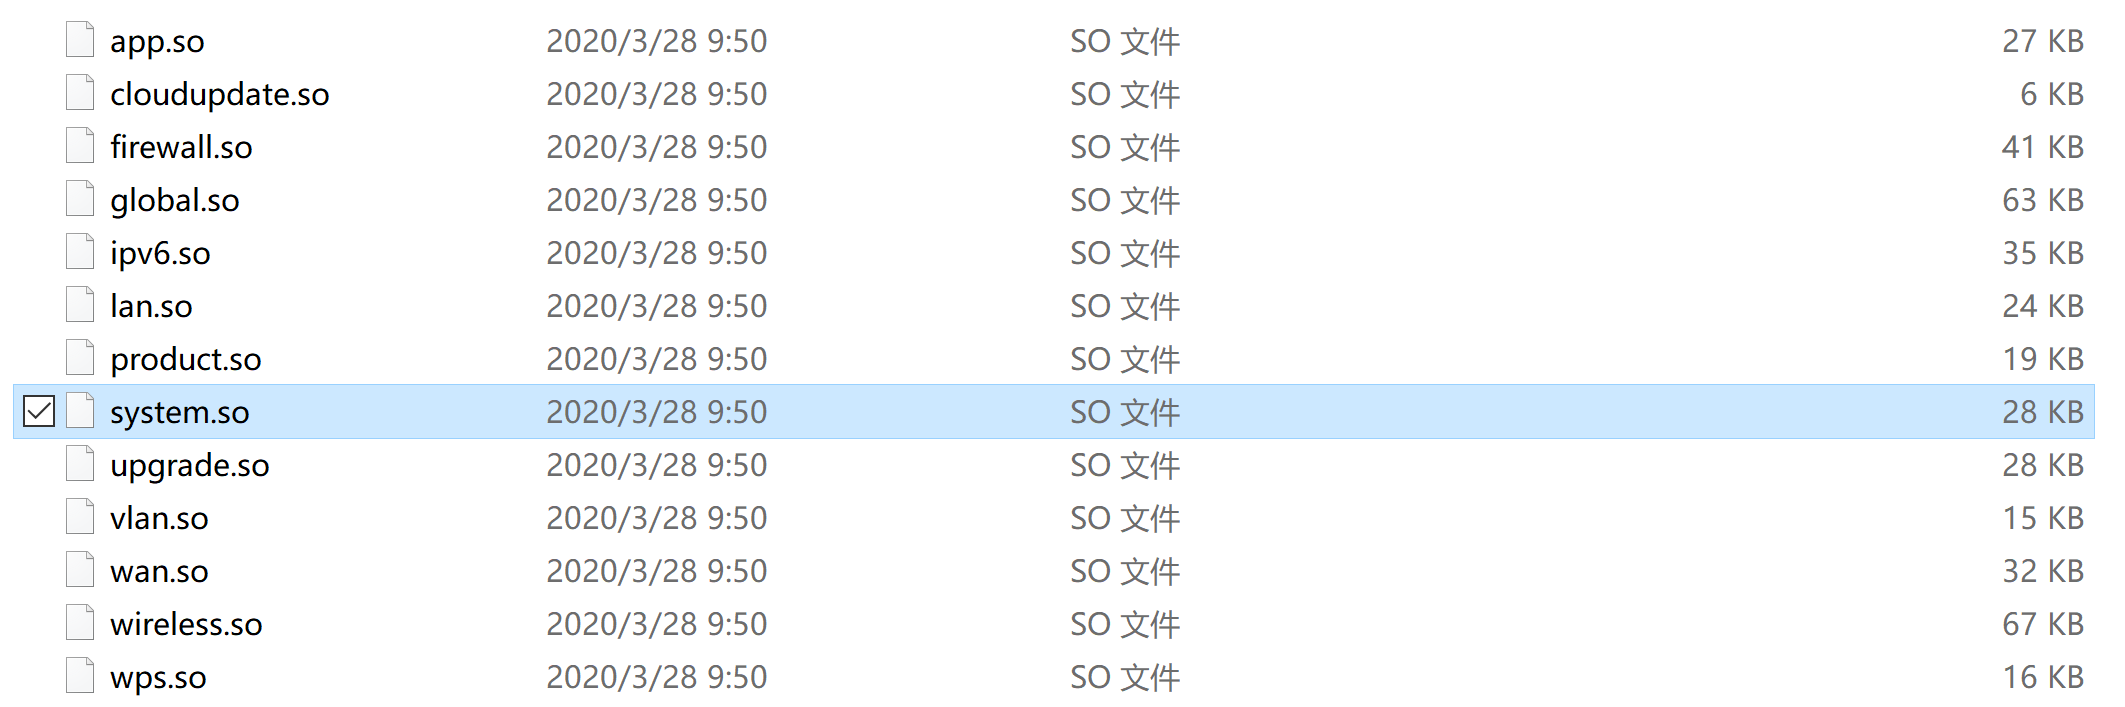 app.so 2020/3/28 9:50 SO 文件 27 KB
cloudupdate.so 2020/3/28 9:50 SO 文件 6 KB
firewall.so 2020/3/28 9:50 SO 文件 41 KB
global.so 2020/3/28 9:50 SO 文件 63 KB
ipv6.so 2020/3/28 9:50 SO 文件 35 KB
lan.so 2020/3/28 9:50 SO 文件 24 KB
product.so 2020/3/28 9:50 SO 文件 19 KB
system.so 2020/3/28 9:50 SO 文件 28 KB
upgrade.so 2020/3/28 9:50 SO 文件 28 KB
vlan.so 2020/3/28 9:50 SO 文件 15 KB
wan.so 2020/3/28 9:50 SO 文件 32 KB
wireless.so 2020/3/28 9:50 SO 文件 67 KB
wps.so 2020/3/28 9:50 SO 文件 16 KB